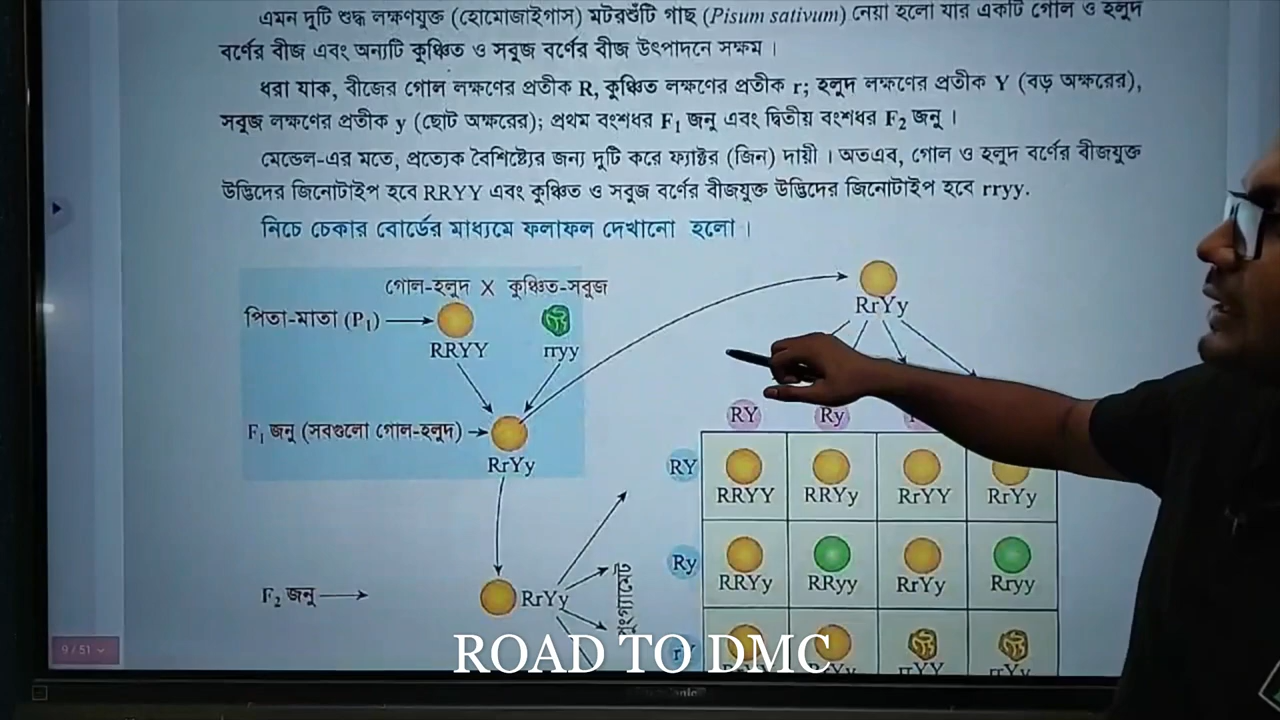 এমন দুটি শুদ্ধ লক্ষণযুক্ত (হোমোজাইগাস) মটরশুঁটি গাছ (Pisum sativum) নেয়া হলো যার একটি গোল ও হলুদ
বর্ণের বীজ এবং অন্যটি কুঞ্চিত ও সবুজ বর্ণের বীজ উৎপাদনে সক্ষম ।
ধরা যাক, বীজের গোল লক্ষণের প্রতীক R, কুঞ্চিত লক্ষণের প্রতীক r; হলুদ লক্ষণের প্রতীক Y (বড় অক্ষরের),
সবুজ লক্ষণের প্রতীক y (ছোট অক্ষরের); প্রথম বংশধর F₁ জনু এবং দ্বিতীয় বংশধর F₂ জনু ।
মেন্ডেল-এর মতে, প্রত্যেক বৈশিষ্ট্যের জন্য দুটি করে ফ্যাক্টর (জিন) দায়ী । অতএব, গোল ও হলুদ বর্ণের বীজযুক্ত
উদ্ভিদের জিনোটাইপ হবে RRYY এবং কুঞ্চিত ও সবুজ বর্ণের বীজযুক্ত উদ্ভিদের জিনোটাইপ হবে rryy.
নিচে চেকার বোর্ডের মাধ্যমে ফলাফল দেখানো হলো ।
গোল-হলুদ X কুঞ্চিত-সবুজ
পিতা-মাতা (P₁)
RRYY rryy
F₁ জনু (সবগুলো গোল-হলুদ)
RrYy
F₂ জনু
RrYy
পুংগ্যামেট
RrYy
RY Ry
RY RRYY RRYy RrYY RrYy
Ry RRYy RRyy RrYy Rryy
rrYY rrYy
9 / 51
ROAD TO DMC